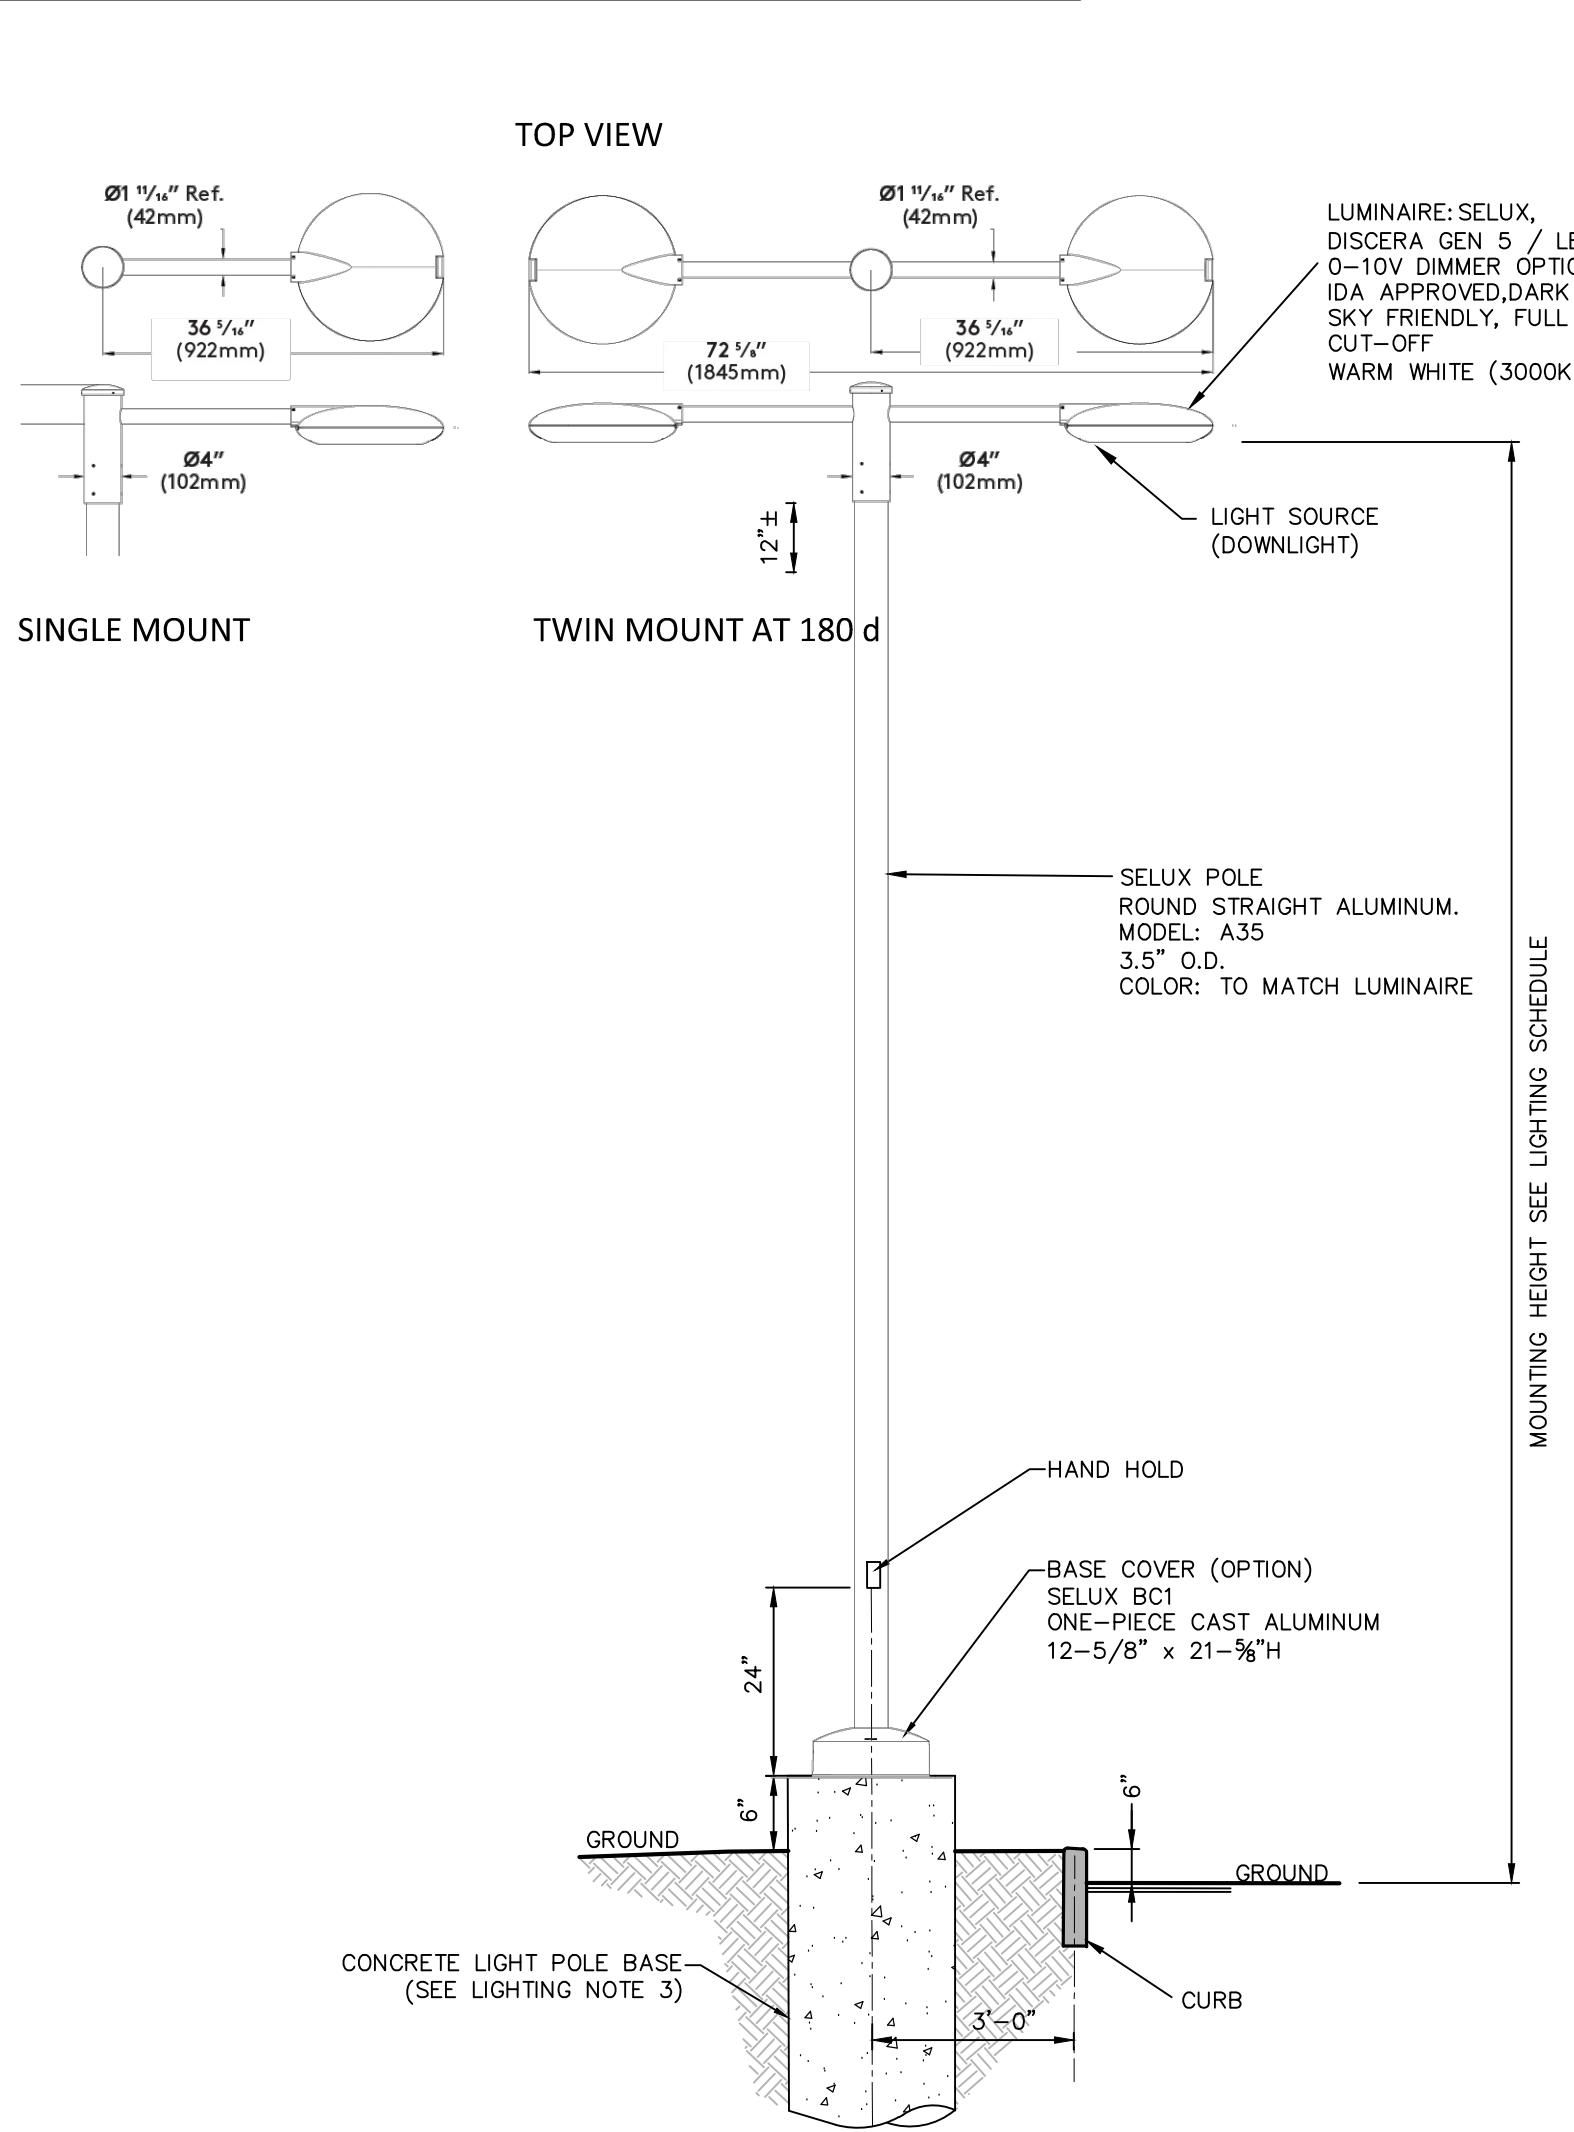 TOP VIEW
Ø1 ¹¹/₁₆" Ref.
(42mm)
36 ⁵/₁₆"
(922mm)
Ø4"
(102mm)
SINGLE MOUNT
Ø1 ¹¹/₁₆" Ref.
(42mm)
36 ⁵/₁₆"
(922mm)
72 ⁵/₈"
(1845mm)
Ø4"
(102mm)
12"±
TWIN MOUNT AT 180 d
LUMINAIRE: SELUX,
DISCERA GEN 5 / LE
0-10V DIMMER OPTIO
IDA APPROVED,DARK
SKY FRIENDLY, FULL
CUT-OFF
WARM WHITE (3000K
LIGHT SOURCE
(DOWNLIGHT)
SELUX POLE
ROUND STRAIGHT ALUMINUM.
MODEL: A35
3.5" O.D.
COLOR: TO MATCH LUMINAIRE
MOUNTING HEIGHT SEE LIGHTING SCHEDULE
HAND HOLD
BASE COVER (OPTION)
SELUX BC1
ONE-PIECE CAST ALUMINUM
12-5/8" x 21-⅝"H
24"
6"
6"
GROUND
GROUND
CONCRETE LIGHT POLE BASE
(SEE LIGHTING NOTE 3)
CURB
3'-0"